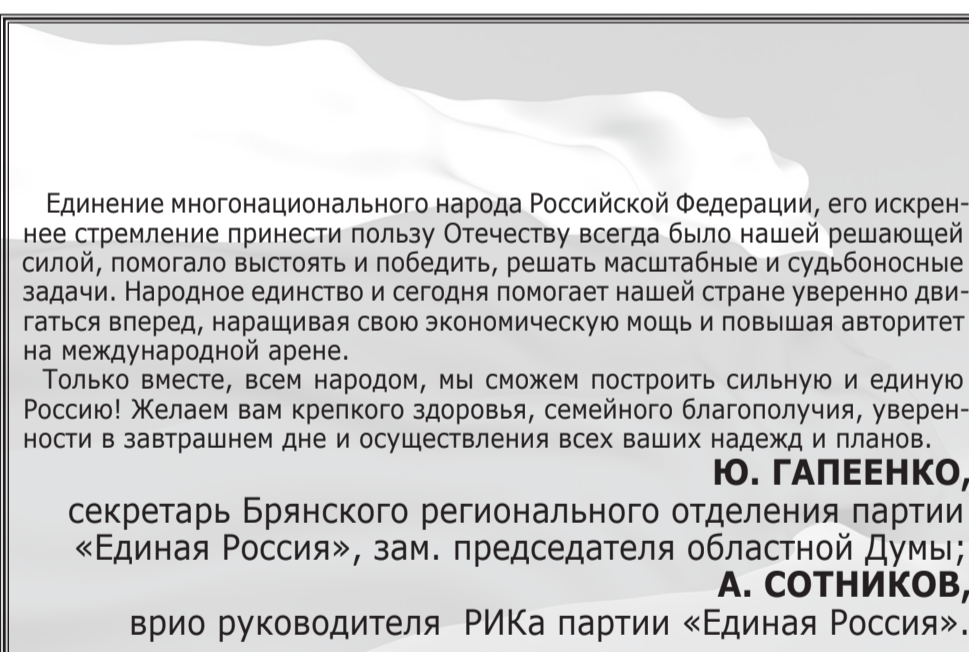 Единение многонационального народа Российской Федерации, его искрен-
нее стремление принести пользу Отечеству всегда было нашей решающей
силой, помогало выстоять и победить, решать масштабные и судьбоносные
задачи. Народное единство и сегодня помогает нашей стране уверенно дви-
гаться вперед, наращивая свою экономическую мощь и повышая авторитет
на международной арене.
Только вместе, всем народом, мы сможем построить сильную и единую
Россию! Желаем вам крепкого здоровья, семейного благополучия, уверен-
ности в завтрашнем дне и осуществления всех ваших надежд и планов.
Ю. ГАПЕЕНКО,
секретарь Брянского регионального отделения партии
«Единая Россия», зам. председателя областной Думы;
А. СОТНИКОВ,
врио руководителя РИКа партии «Единая Россия».